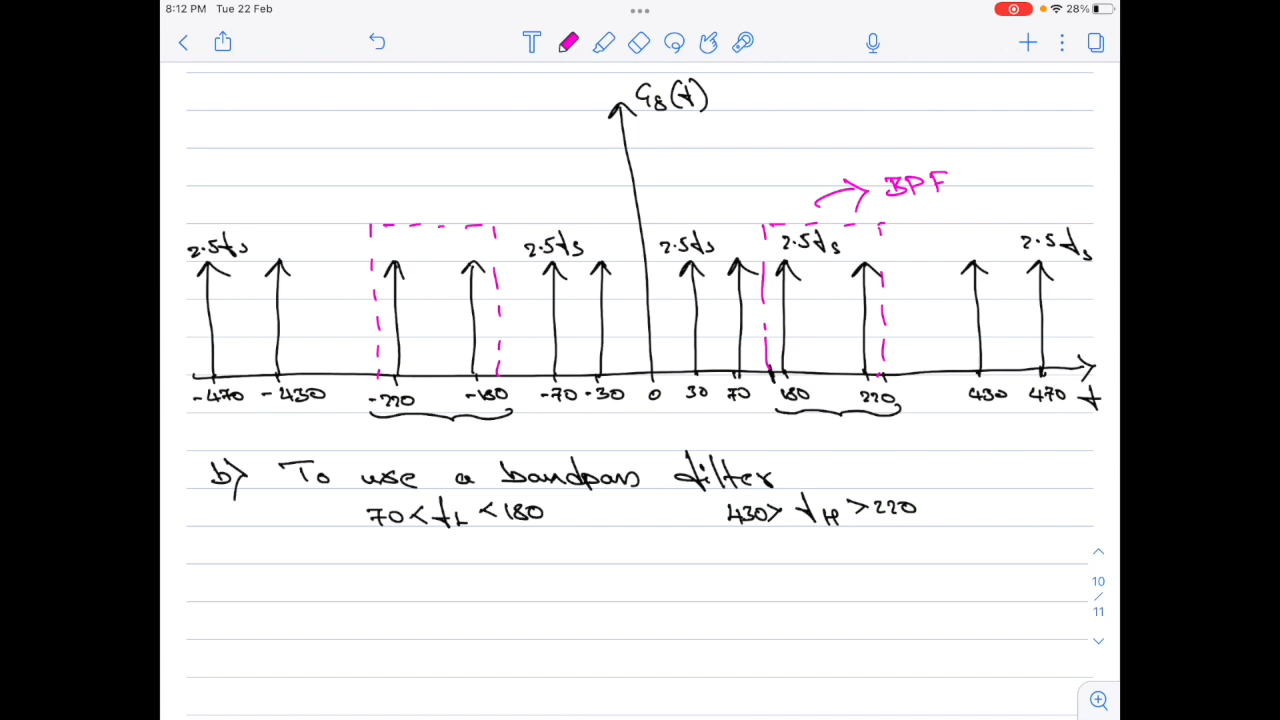 8:12 PM Tue 22 Feb
28%
T
G₈(f)
BPF
2.5fs 2.5fs 2.5fs 2.5fs 2.5fs
-470 -430 -220 -180 -70 -30 0 30 70 180 220 430 470 f
b) To use a bandpass filter
70 < fL < 180 430 > fH > 220
10
/
11